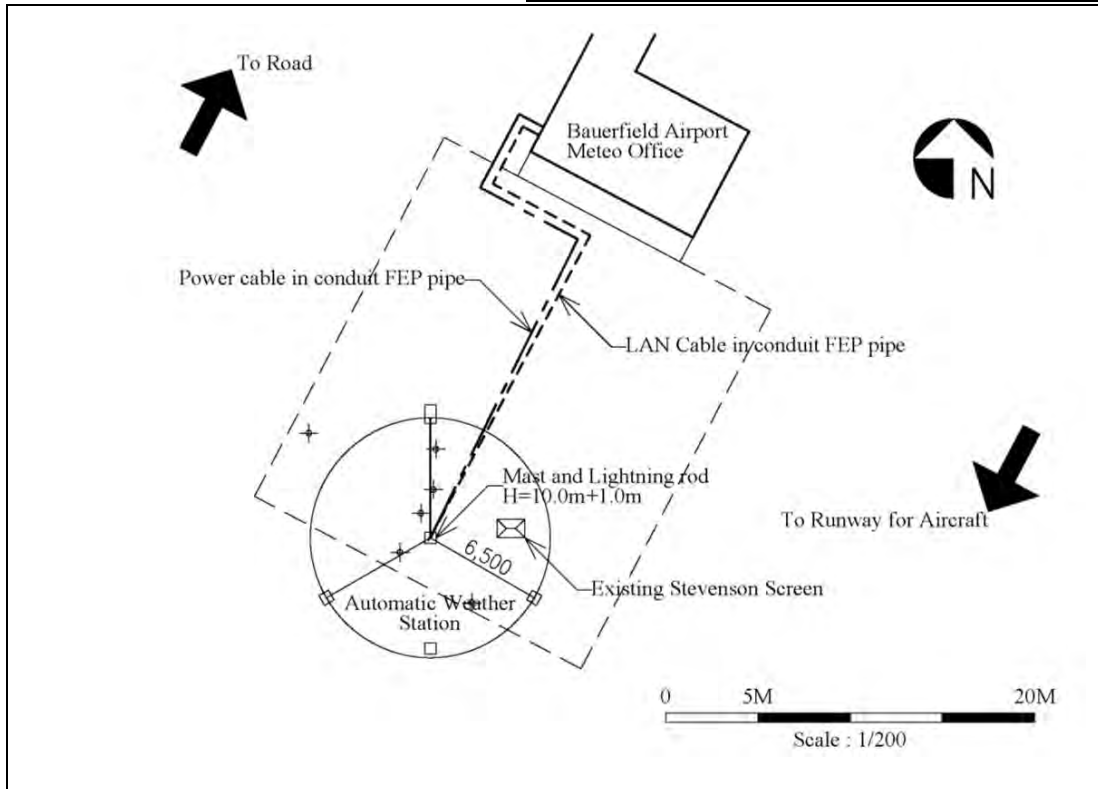 To Road
Bauerfield Airport
Meteo Office
N
Power cable in conduit FEP pipe
LAN Cable in conduit FEP pipe
Mast and Lightning rod
H=10.0m+1.0m
To Runway for Aircraft
6,500
Existing Stevenson Screen
Automatic Weather
Station
0 5M 20M
Scale : 1/200